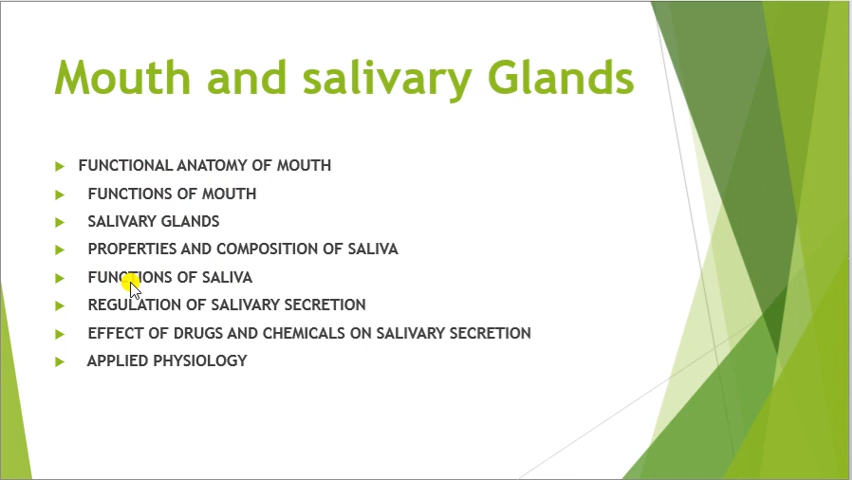 Mouth and salivary Glands
FUNCTIONAL ANATOMY OF MOUTH
FUNCTIONS OF MOUTH
SALIVARY GLANDS
PROPERTIES AND COMPOSITION OF SALIVA
FUNCTIONS OF SALIVA
REGULATION OF SALIVARY SECRETION
EFFECT OF DRUGS AND CHEMICALS ON SALIVARY SECRETION
APPLIED PHYSIOLOGY